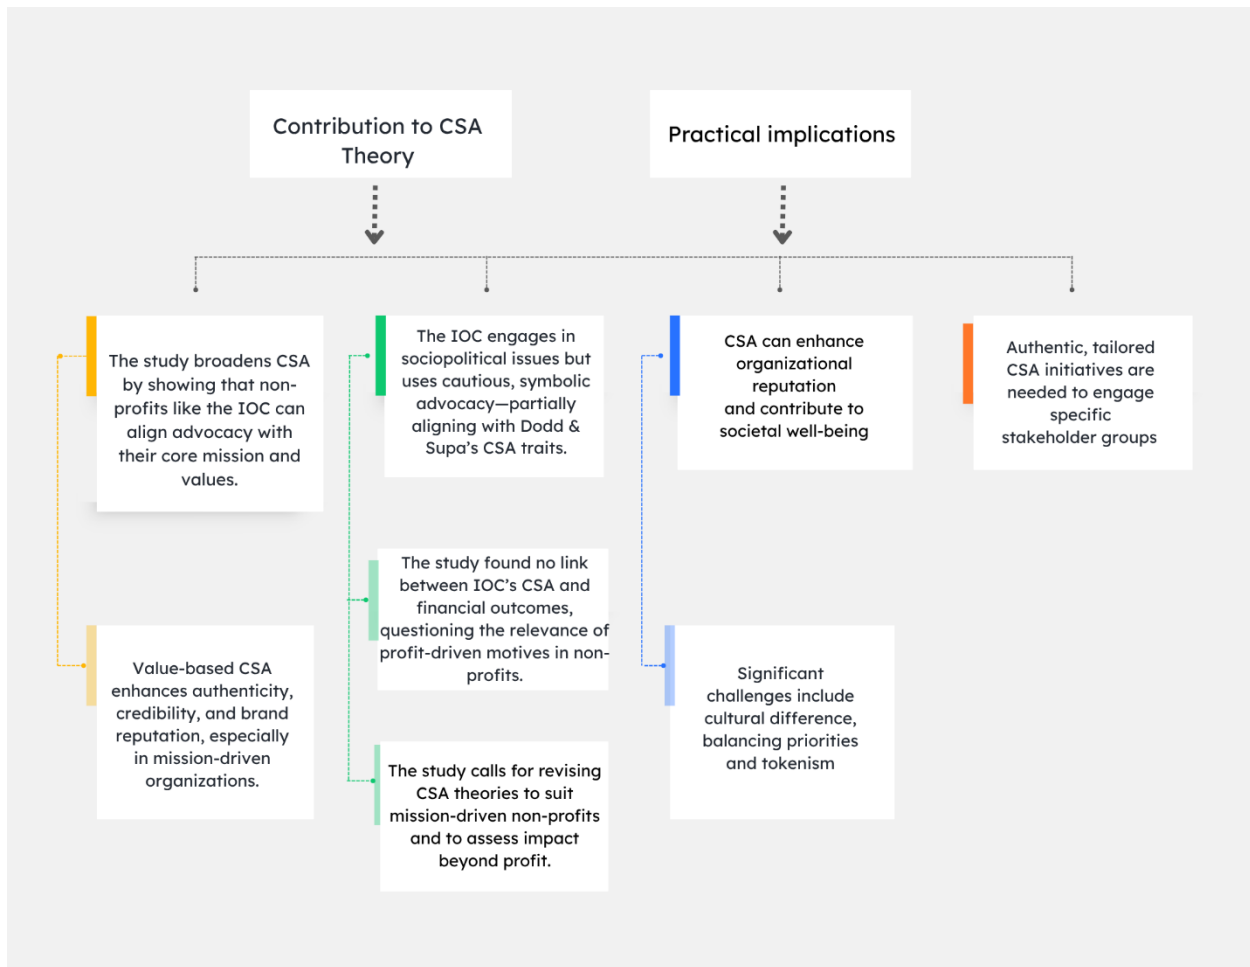 Contribution to CSA
Theory
Practical implications
The study broadens CSA
by showing that non-
profits like the IOC can
align advocacy with
their core mission and
values.
The IOC engages in
sociopolitical issues but
uses cautious, symbolic
advocacy—partially
aligning with Dodd &
Supa’s CSA traits.
CSA can enhance
organizational
reputation
and contribute to
societal well-being
Authentic, tailored
CSA initiatives are
needed to engage
specific
stakeholder groups
The study found no link
between IOC’s CSA and
financial outcomes,
questioning the relevance of
profit-driven motives in non-
profits.
Value-based CSA
enhances authenticity,
credibility, and brand
reputation, especially
in mission-driven
organizations.
Significant
challenges include
cultural difference,
balancing priorities
and tokenism
The study calls for revising
CSA theories to suit
mission-driven non-profits
and to assess impact
beyond profit.